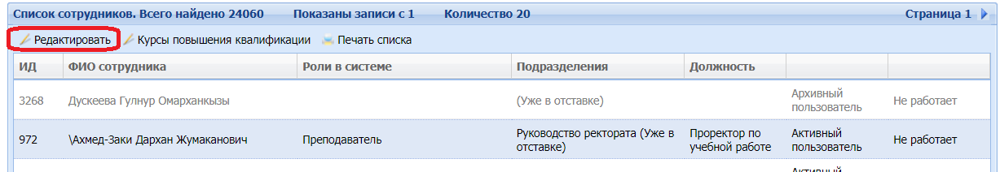 Список сотрудников. Всего найдено 24060 Показаны записи с 1 Количество 20 Страница 1
Редактировать Курсы повышения квалификации Печать списка
ИД ФИО сотрудника Роли в системе Подразделения Должность
3268 Дускеева Гулнур Омарханкызы (Уже в отставке) Архивный пользователь Не работает
972 \Ахмед-Заки Дархан Жумаканович Преподаватель Руководство ректората (Уже в отставке) Проректор по учебной работе Активный пользователь Не работает
Активный